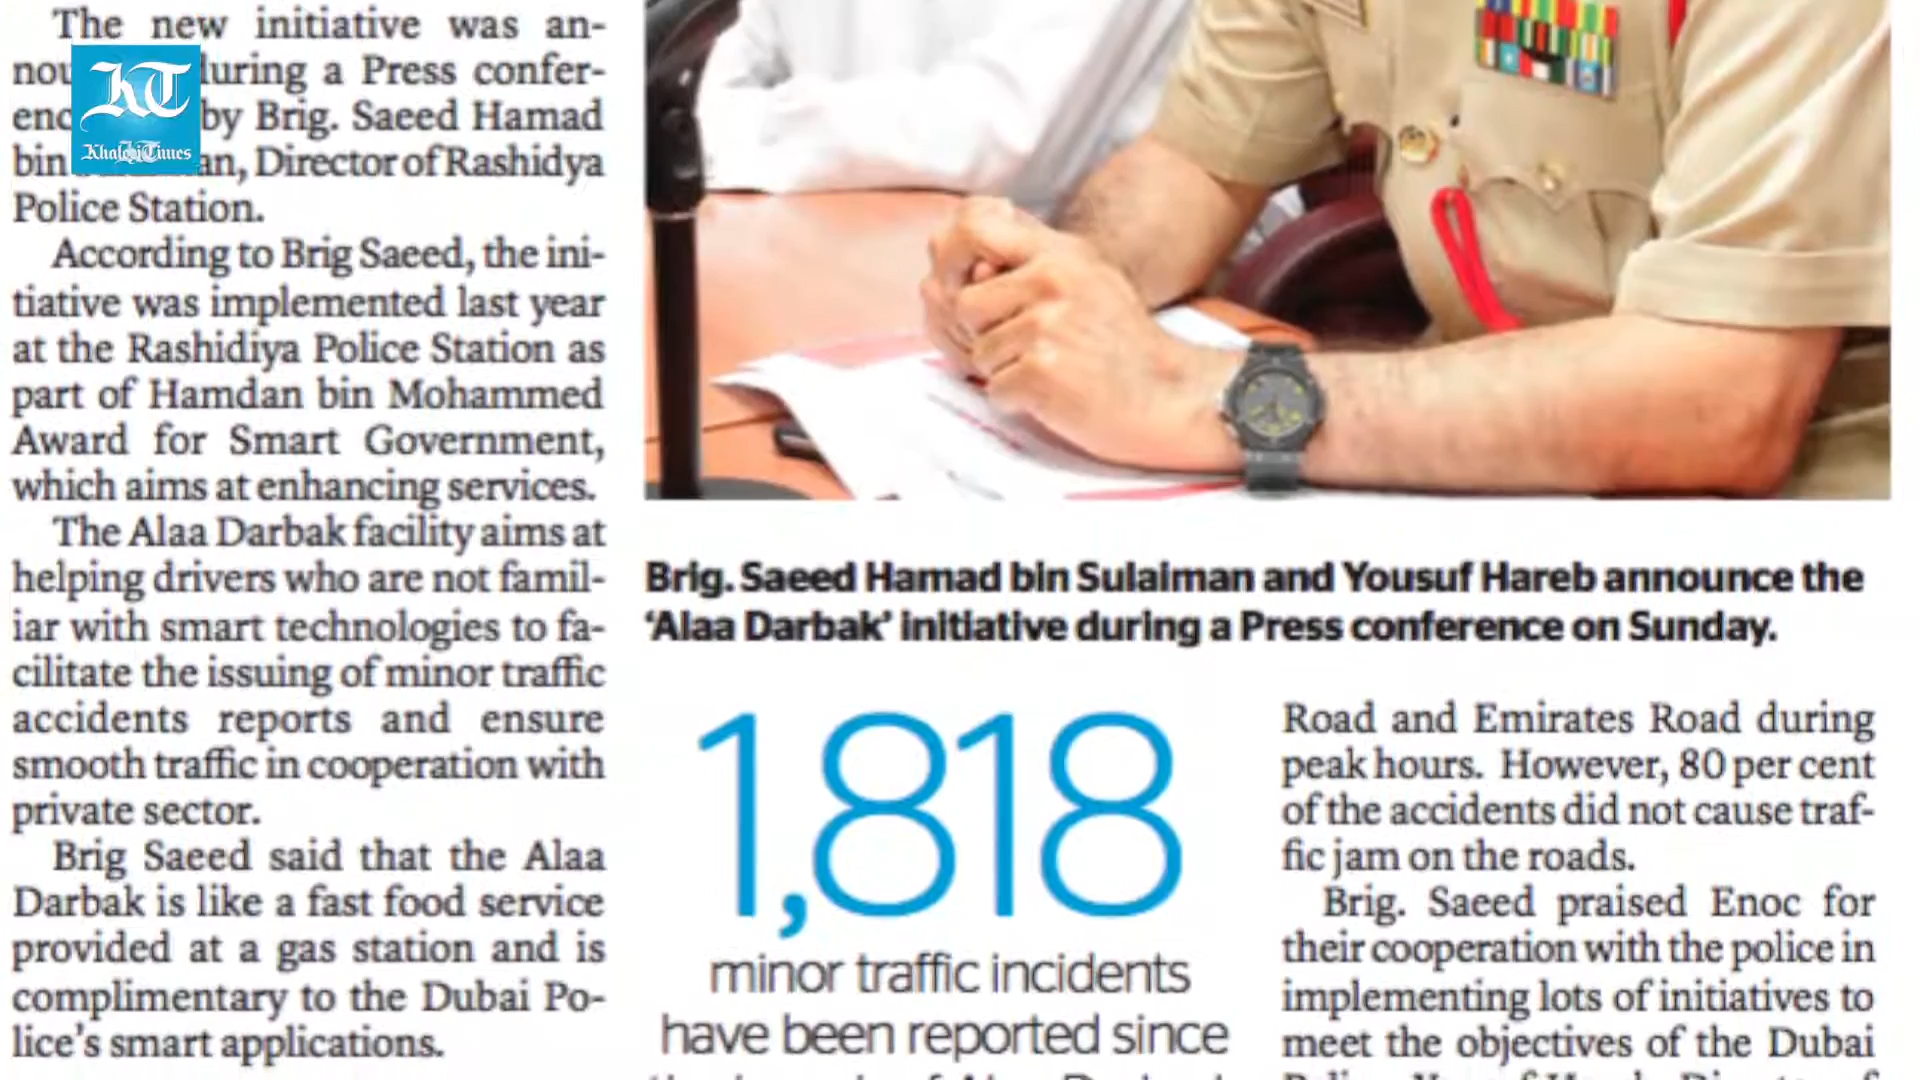 The new initiative was an-
during a Press confer-
by Brig. Saeed Hamad
bin Director of Rashidya
Police Station.
According to Brig Saeed, the ini-
tiative was implemented last year
at the Rashidiya Police Station as
part of Hamdan bin Mohammed
Award for Smart Government,
which aims at enhancing services.
The Alaa Darbak facility aims at
helping drivers who are not famil-
iar with smart technologies to fa-
cilitate the issuing of minor traffic
accidents reports and ensure
smooth traffic in cooperation with
private sector.
Brig Saeed said that the Alaa
Darbak is like a fast food service
provided at a gas station and is
complimentary to the Dubai Po-
lice's smart applications.
KT
Khaleej Times
Brig. Saeed Hamad bin Sulaiman and Yousuf Hareb announce the
‘Alaa Darbak’ initiative during a Press conference on Sunday.
1,818
minor traffic incidents
have been reported since
Road and Emirates Road during
peak hours. However, 80 per cent
of the accidents did not cause traf-
fic jam on the roads.
Brig. Saeed praised Enoc for
their cooperation with the police in
implementing lots of initiatives to
meet the objectives of the Dubai